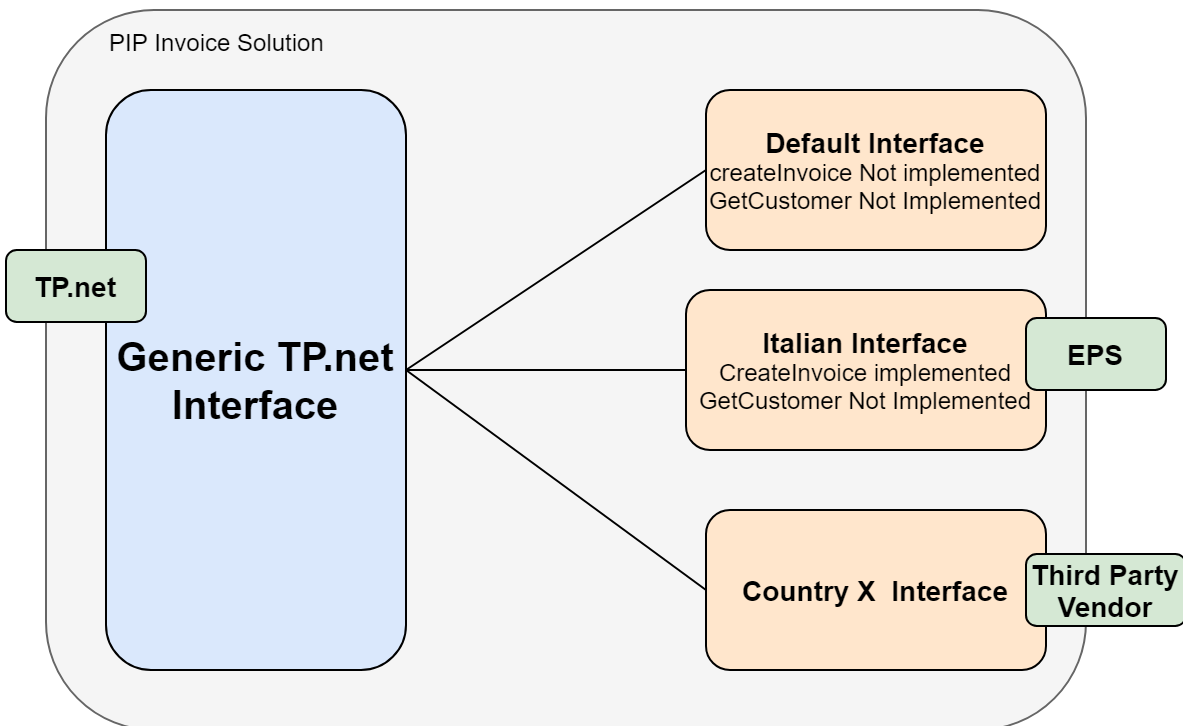 PIP Invoice Solution
TP.net
Generic TP.net
Interface
Default Interface
createInvoice Not implemented
GetCustomer Not Implemented
Italian Interface
CreateInvoice implemented
GetCustomer Not Implemented
EPS
Country X  Interface
Third Party
Vendor